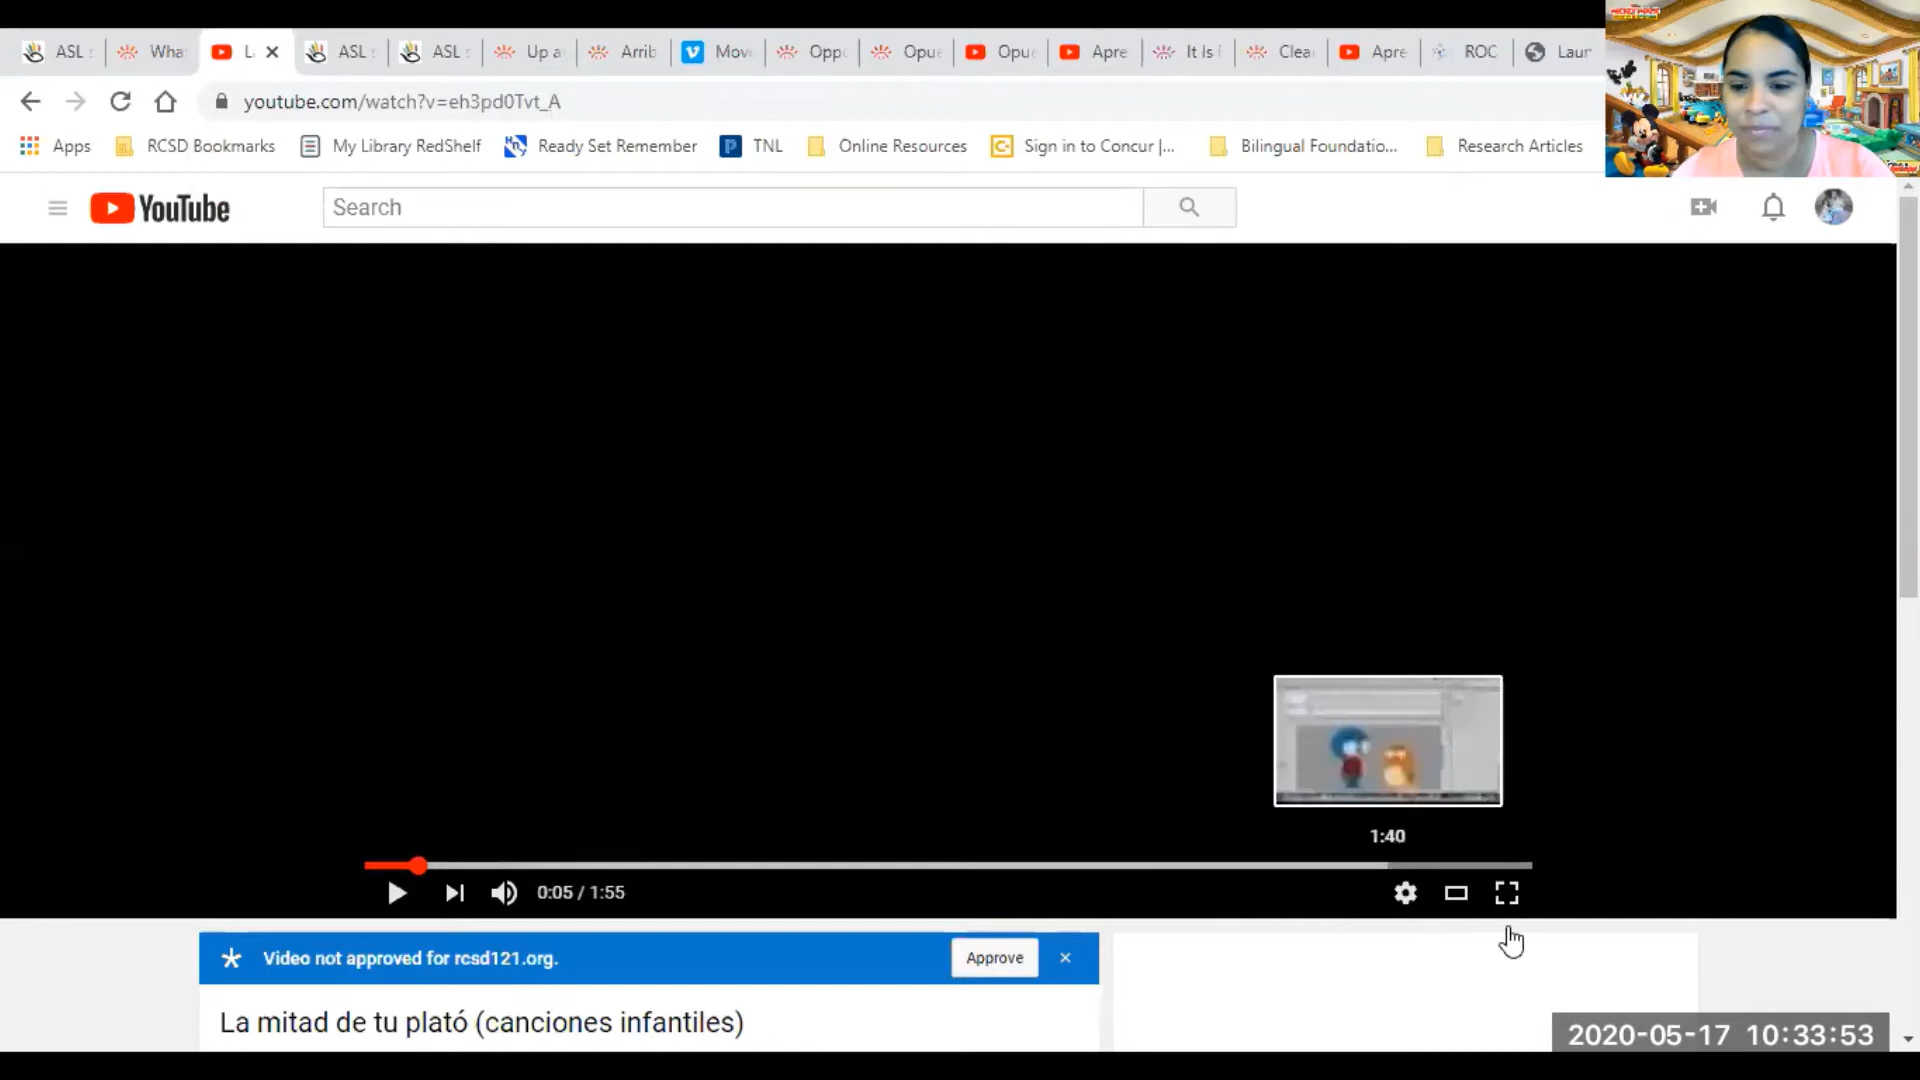 ASL
Wha
L
ASL
ASL
Up a
Arrib
Mov
Opp
Opue
Opu
Apre
It Is
Clea
Apre
ROC
Laun
youtube.com/watch?v=eh3pd0Tvt_A
Apps
RCSD Bookmarks
My Library RedShelf
Ready Set Remember
TNL
Online Resources
Sign in to Concur |...
Bilingual Foundatio...
Research Articles
YouTube
Search
1:40
0:05 / 1:55
Video not approved for rcsd121.org.
Approve
La mitad de tu plató (canciones infantiles)
2020-05-17 10:33:53